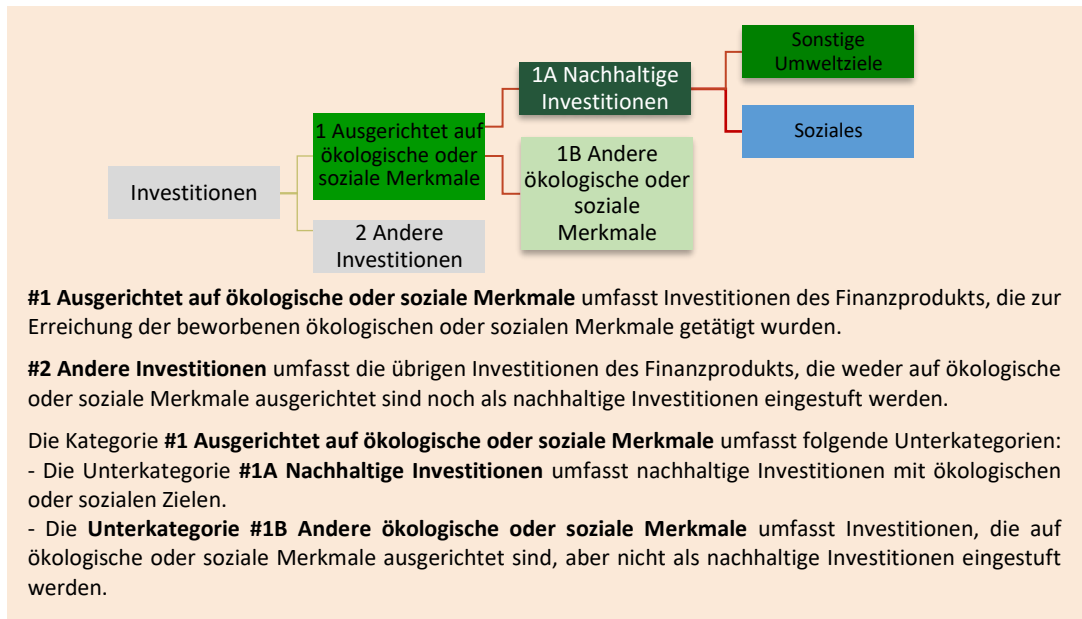 Sonstige
Umweltziele
1A Nachhaltige
Investitionen
Soziales
1 Ausgerichtet auf
ökologische oder
soziale Merkmale
1B Andere
ökologische oder
soziale
Merkmale
Investitionen
2 Andere
Investitionen
#1 Ausgerichtet auf ökologische oder soziale Merkmale umfasst Investitionen des Finanzprodukts, die zur
Erreichung der beworbenen ökologischen oder sozialen Merkmale getätigt wurden.
#2 Andere Investitionen umfasst die übrigen Investitionen des Finanzprodukts, die weder auf ökologische
oder soziale Merkmale ausgerichtet sind noch als nachhaltige Investitionen eingestuft werden.
Die Kategorie #1 Ausgerichtet auf ökologische oder soziale Merkmale umfasst folgende Unterkategorien:
- Die Unterkategorie #1A Nachhaltige Investitionen umfasst nachhaltige Investitionen mit ökologischen
oder sozialen Zielen.
- Die Unterkategorie #1B Andere ökologische oder soziale Merkmale umfasst Investitionen, die auf
ökologische oder soziale Merkmale ausgerichtet sind, aber nicht als nachhaltige Investitionen eingestuft
werden.